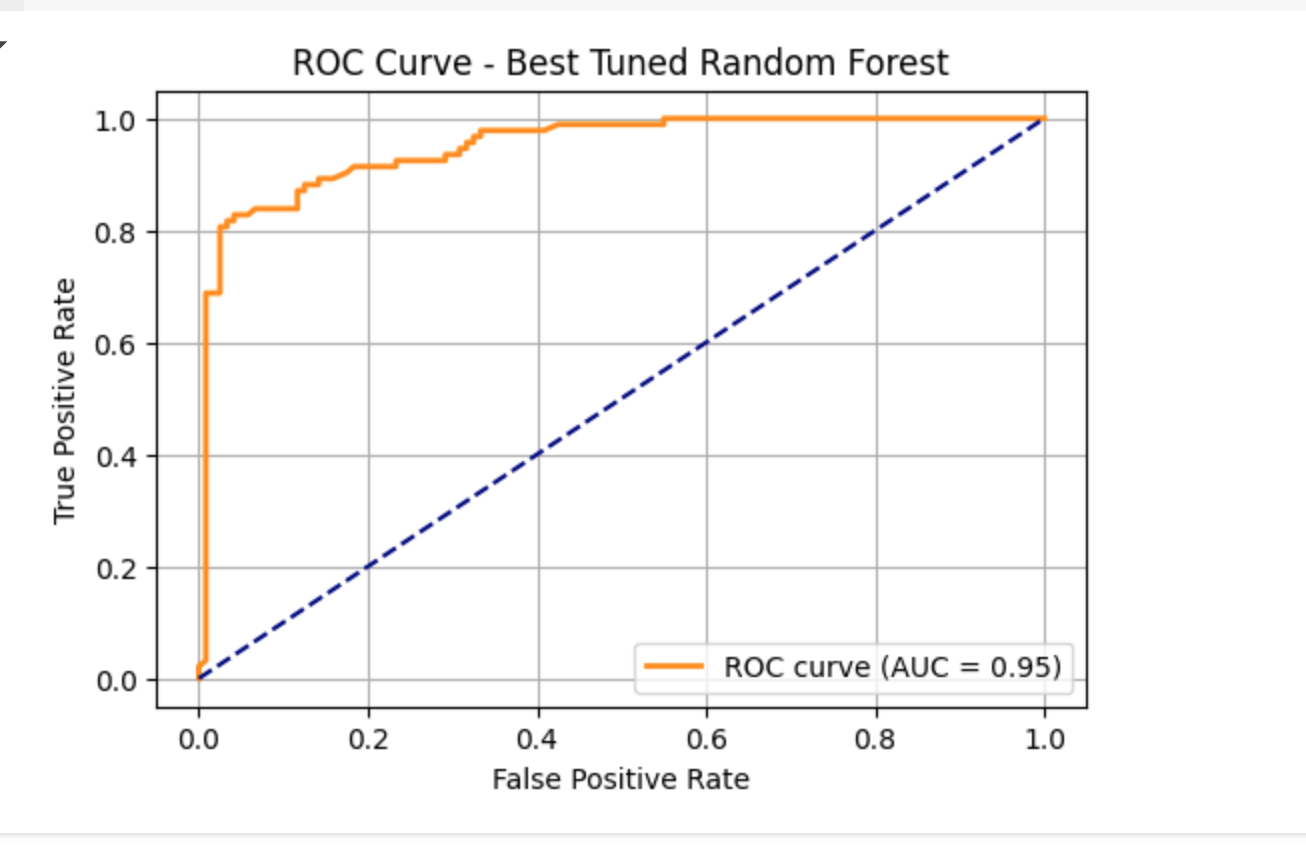 ROC Curve - Best Tuned Random Forest
1.0
0.8
0.6
0.4
0.2
0.0
True Positive Rate
ROC curve (AUC = 0.95)
0.0 0.2 0.4 0.6 0.8 1.0
False Positive Rate